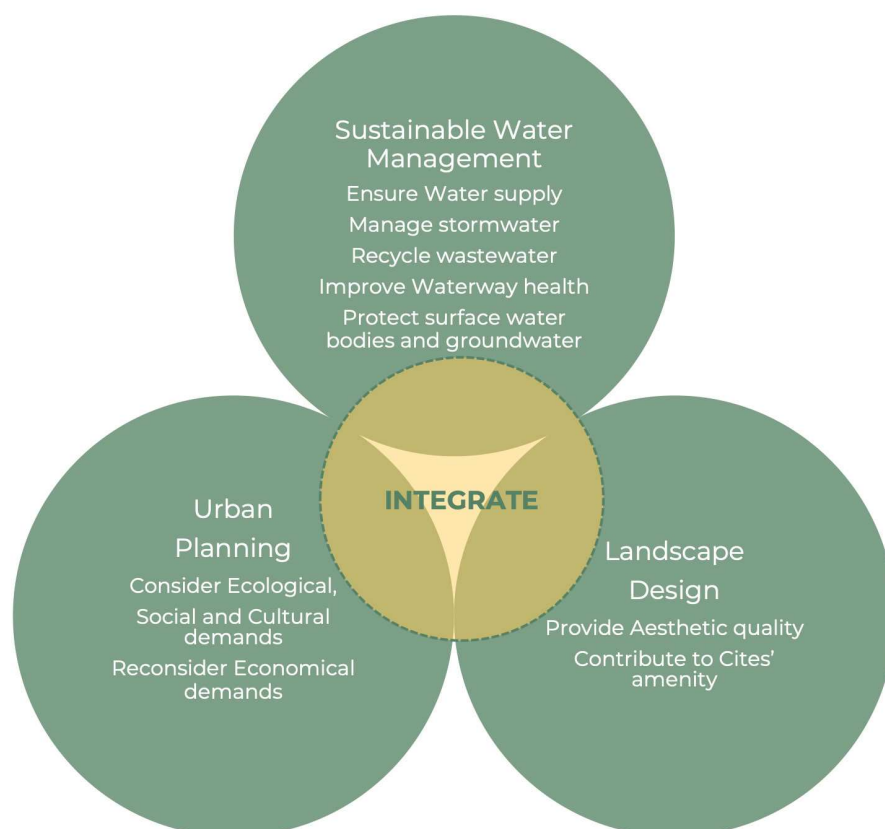 Sustainable Water
Management
Ensure Water supply
Manage stormwater
Recycle wastewater
Improve Waterway health
Protect surface water
bodies and groundwater
INTEGRATE
Urban
Planning
Consider Ecological,
Social and Cultural
demands
Reconsider Economical
demands
Landscape
Design
Provide Aesthetic quality
Contribute to Cites'
amenity